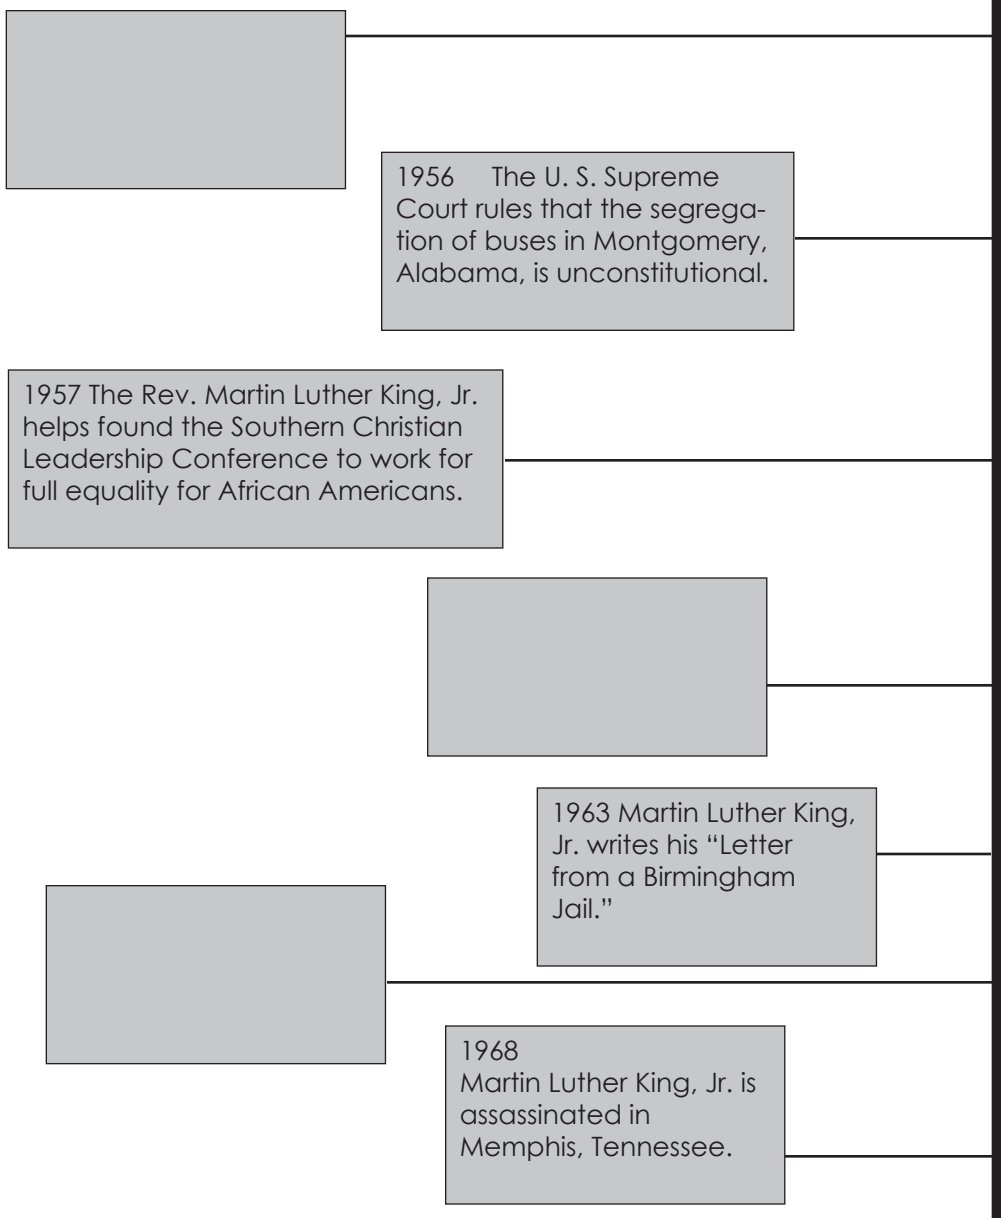 1956 The U. S. Supreme
Court rules that the segrega-
tion of buses in Montgomery,
Alabama, is unconstitutional.
1957 The Rev. Martin Luther King, Jr.
helps found the Southern Christian
Leadership Conference to work for
full equality for African Americans.
1963 Martin Luther King,
Jr. writes his “Letter
from a Birmingham
Jail.”
1968
Martin Luther King, Jr. is
assassinated in
Memphis, Tennessee.